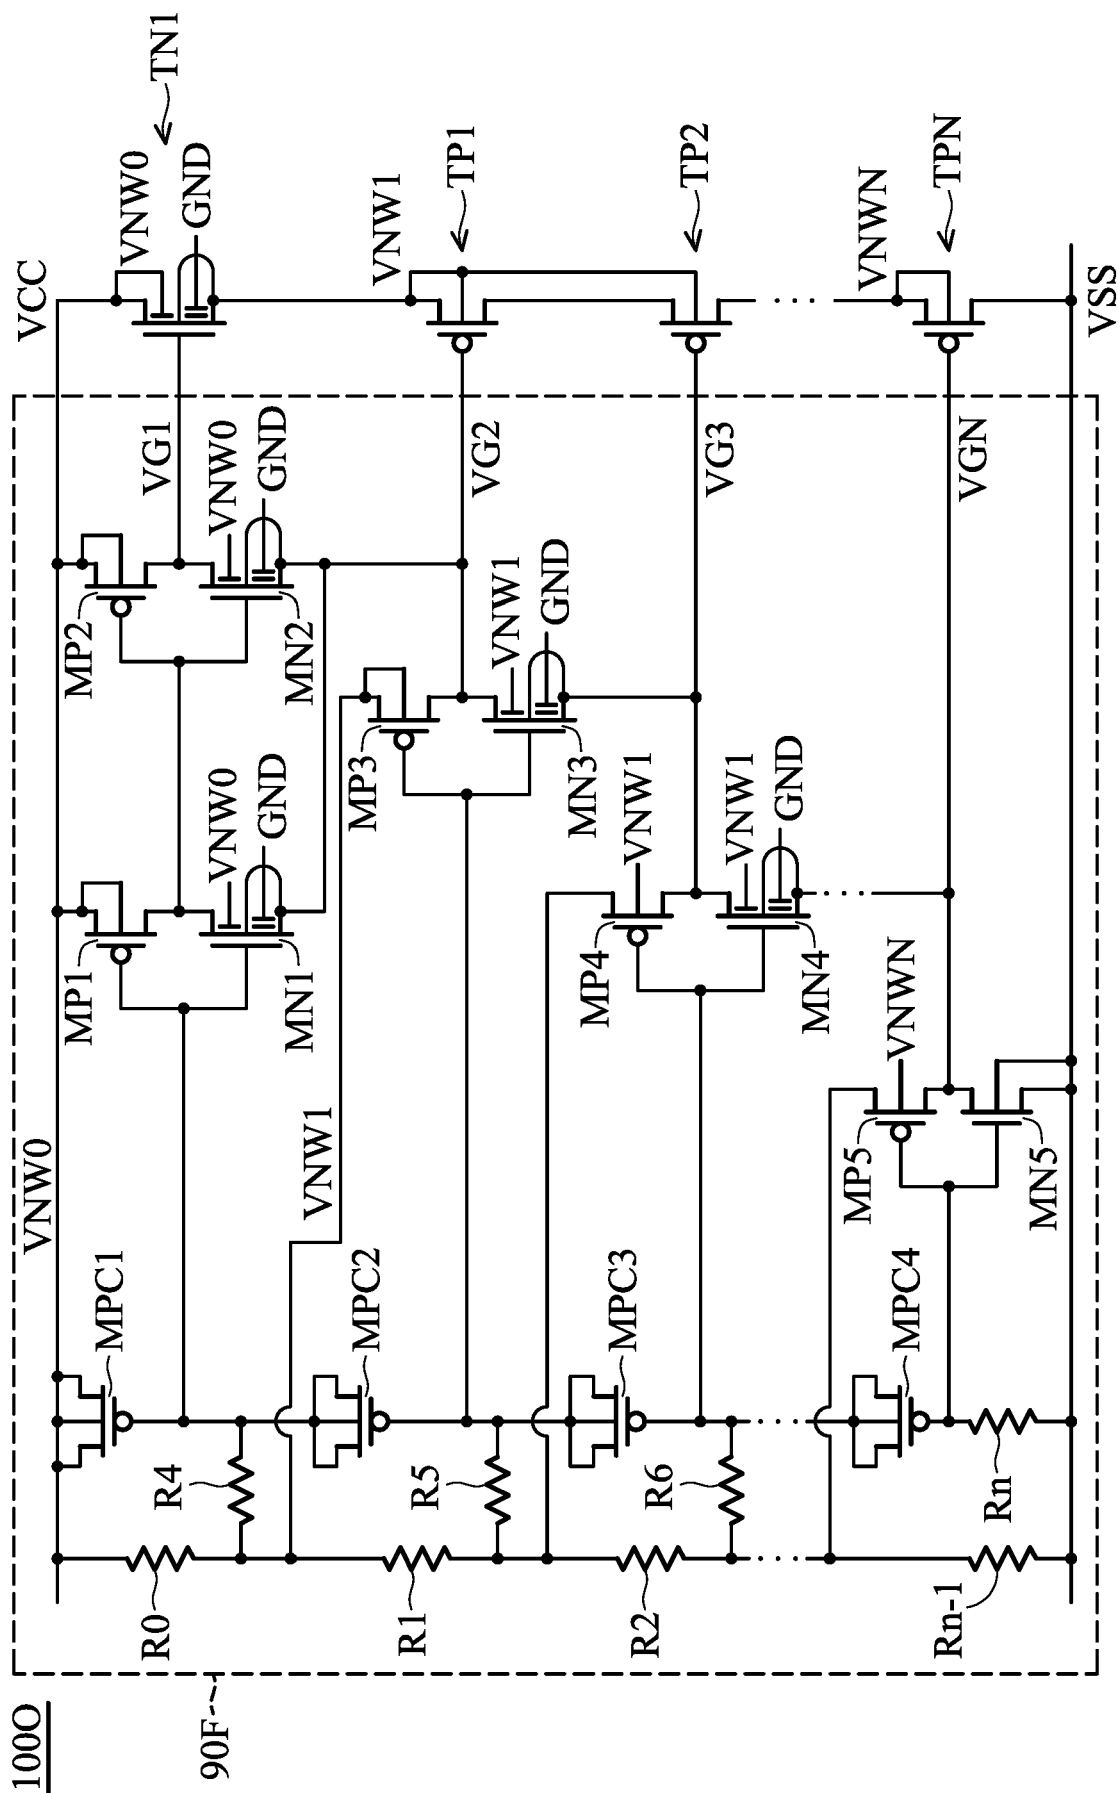 100O
90F
VCC
VNW0
TN1
VNW0
GND
VG1
MP2
VNW0
GND
MN2
MP1
VNW0
GND
MN1
MPC1
R0
R4
VNW1
TP1
VG2
VNW1
MP3
VNW1
GND
MN3
MPC2
R1
R5
TP2
VG3
MP4
VNW1
VNW1
GND
MN4
MPC3
R2
R6
VNWN
TPN
VGN
MP5
VNWN
MN5
MPC4
Rn-1
Rn
VSS